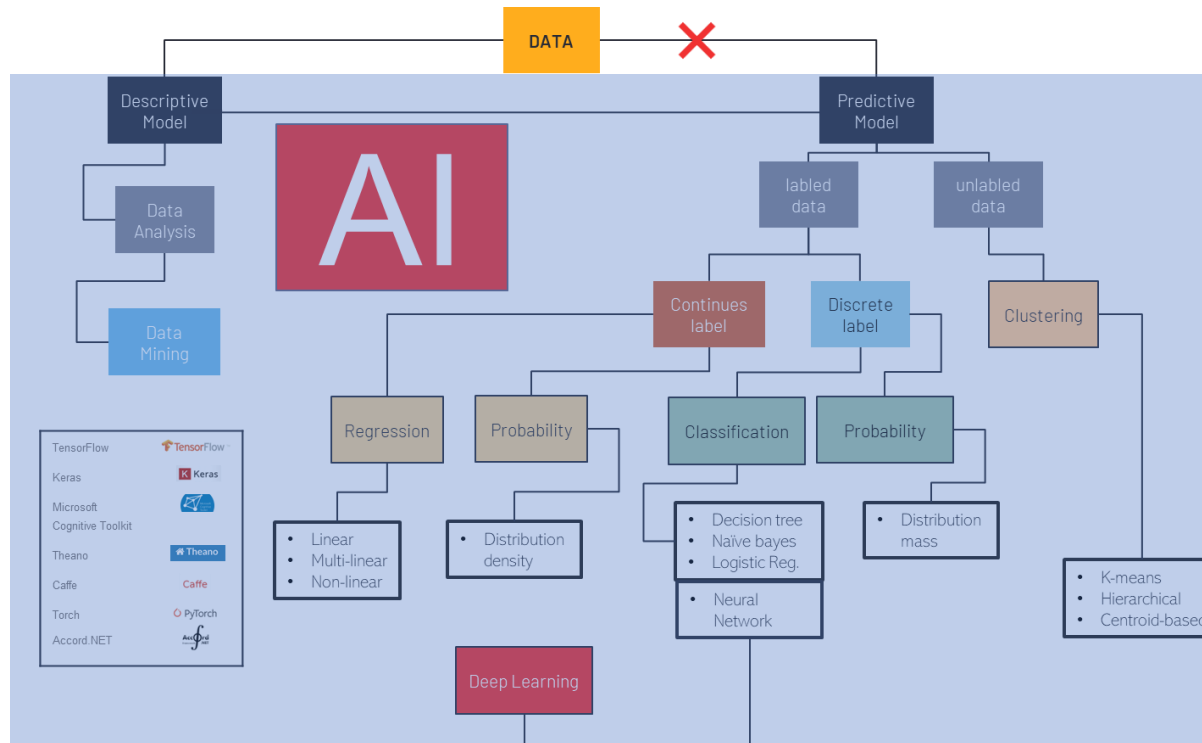 DATA
Descriptive
Model
Predictive
Model
AI
labled
data
unlabled
data
Data
Analysis
Continues
label
Discrete
label
Clustering
Data
Mining
Regression
Probability
Classification
Probability
TensorFlow
TensorFlow
Keras
K Keras
Microsoft
Cognitive Toolkit
Theano
Theano
Caffe
Caffe
Torch
PyTorch
Accord.NET
Accord
• Linear
• Multi-linear
• Non-linear
• Distribution
density
• Decision tree
• Naïve bayes
• Logistic Reg.
• Neural
Network
• Distribution
mass
• K-means
• Hierarchical
• Centroid-based
Deep Learning